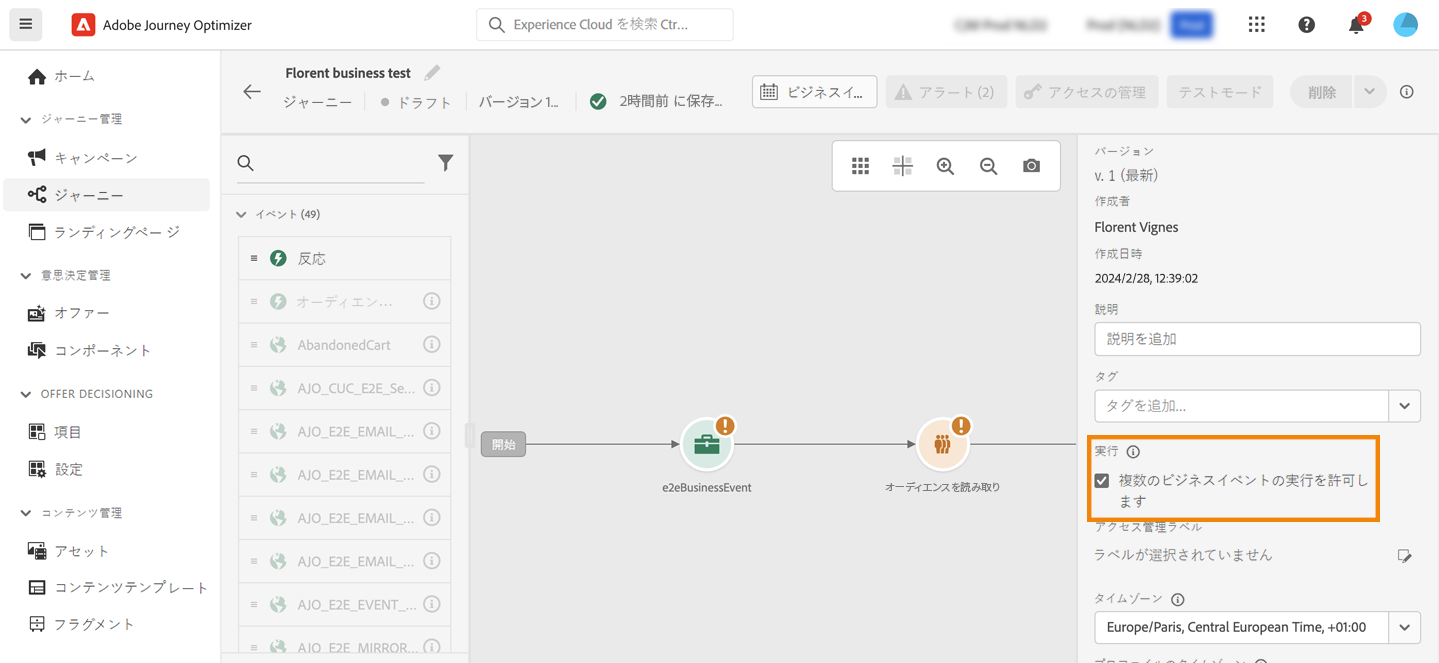 Adobe Journey Optimizer
Experience Cloud を検索 Ctr...
3
ホーム
ジャーニー管理
キャンペーン
ジャーニー
ランディングページ
意思決定管理
オファー
コンポーネント
OFFER DECISIONING
項目
設定
コンテンツ管理
アセット
コンテンツテンプレート
フラグメント
Florent business test
ジャーニー
ドラフト
バージョン 1...
2時間前 に保存...
ビジネスイ...
アラート (2)
アクセスの管理
テストモード
削除
イベント (49)
反応
オーディエン...
AbandonedCart
AJO_CUC_E2E_Se...
AJO_E2E_EMAIL_...
AJO_E2E_EMAIL_...
AJO_E2E_EMAIL_...
AJO_E2E_EMAIL_...
AJO_E2E_EVENT_...
AJO_E2E_MIRROR...
開始
e2eBusinessEvent
オーディエンスを読み取り
バージョン
v. 1 (最新)
作成者
Florent Vignes
作成日時
2024/2/28, 12:39:02
説明
説明を追加
タグ
タグを追加...
実行
複数のビジネスイベントの実行を許可し
ます
アクセス管理ラベル
ラベルが選択されていません
タイムゾーン
Europe/Paris, Central European Time, +01:00
プロファイルのタイムゾーン